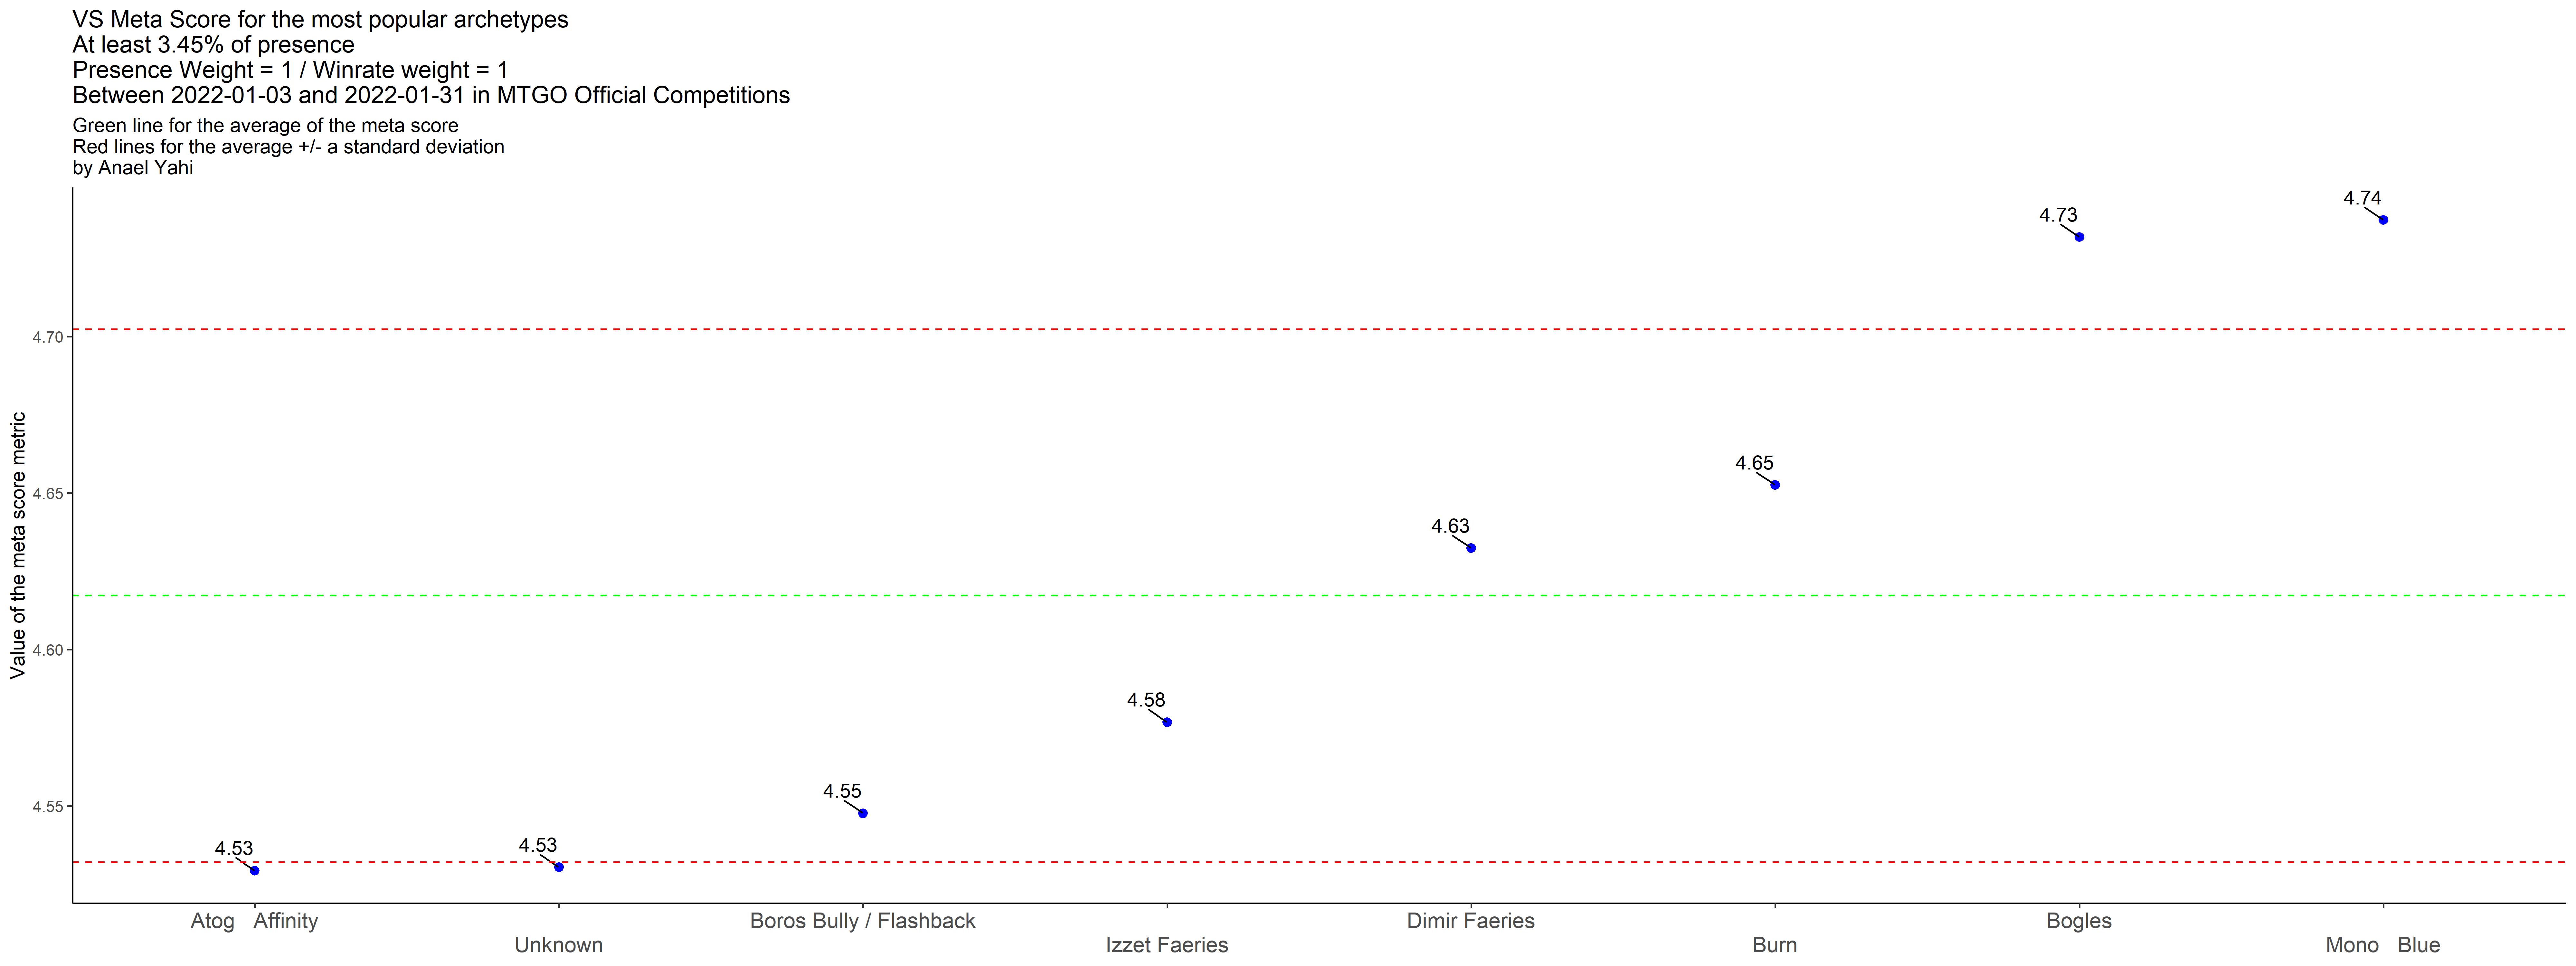 VS Meta Score for the most popular archetypes
At least 3.45% of presence
Presence Weight = 1 / Winrate weight = 1
Between 2022-01-03 and 2022-01-31 in MTGO Official Competitions
Green line for the average of the meta score
Red lines for the average +/- a standard deviation
by Anael Yahi
Value of the meta score metric
4.70
4.65
4.60
4.55
4.53
4.53
4.55
4.58
4.63
4.65
4.73
4.74
Atog Affinity
Unknown
Boros Bully / Flashback
Izzet Faeries
Dimir Faeries
Burn
Bogles
Mono Blue